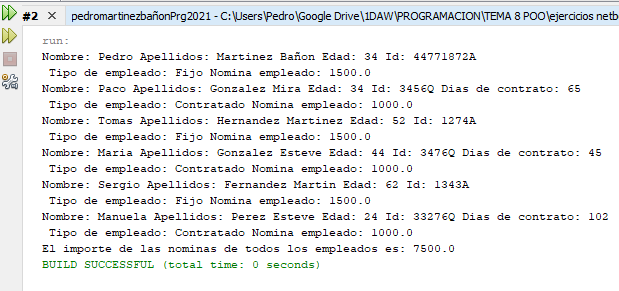 #2 × pedromartinezbañonPrg2021 - C:\Users\Pedro\Google Drive\1DAW\PROGRAMACION\TEMA 8 POO\ejercicios netb
run:
Nombre: Pedro Apellidos: Martinez Bañon Edad: 34 Id: 44771872A
Tipo de empleado: Fijo Nomina empleado: 1500.0
Nombre: Paco Apellidos: Gonzalez Mira Edad: 34 Id: 3456Q Dias de contrato: 65
Tipo de empleado: Contratado Nomina empleado: 1000.0
Nombre: Tomas Apellidos: Hernandez Martinez Edad: 52 Id: 1274A
Tipo de empleado: Fijo Nomina empleado: 1500.0
Nombre: Maria Apellidos: Gonzalez Esteve Edad: 44 Id: 3476Q Dias de contrato: 45
Tipo de empleado: Contratado Nomina empleado: 1000.0
Nombre: Sergio Apellidos: Fernandez Martin Edad: 62 Id: 1343A
Tipo de empleado: Fijo Nomina empleado: 1500.0
Nombre: Manuela Apellidos: Perez Esteve Edad: 24 Id: 33276Q Dias de contrato: 102
Tipo de empleado: Contratado Nomina empleado: 1000.0
El importe de las nominas de todos los empleados es: 7500.0
BUILD SUCCESSFUL (total time: 0 seconds)